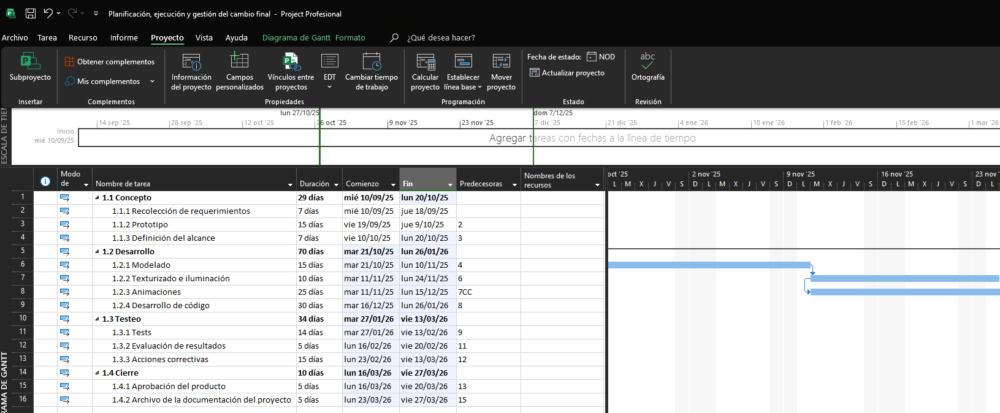 Planificación, ejecución y gestión del cambio final - Project Profesional
Archivo Tarea Recurso Informe Proyecto Vista Ayuda Diagrama de Gantt Formato ¿Qué desea hacer?
Subproyecto
Insertar
Obtener complementos
Mis complementos
Complementos
Información del proyecto
Campos personalizados
Vínculos entre proyectos
EDT
Cambiar tiempo de trabajo
Propiedades
Calcular proyecto
Establecer línea base
Mover proyecto
Programación
Fecha de estado: NOD
Actualizar proyecto
Estado
abc
Ortografía
Revisión
ESCALA DE TIEM
lun 27/10/25 dom 7/12/25
14 sep '25 28 sep '25 12 oct '25 26 oct '25 9 nov '25 23 nov '25 7 dic '25 21 dic '25 4 ene '26 18 ene '26 1 feb '26 15 feb '26 1 mar '26
Inicio
mié 10/09/25
Agregar tareas con fechas a la línea de tiempo
Modo de Nombre de tarea Duración Comienzo Fin Predecesoras Nombres de los recursos
oct '25 2 nov '25 9 nov '25 16 nov '25 23 nov '
L M X J V S D L M X J V S D L M X J V S D L M X J V S D L
1 1.1 Concepto 29 días mié 10/09/25 lun 20/10/25
2 1.1.1 Recolección de requerimientos 7 días mié 10/09/25 jue 18/09/25
3 1.1.2 Prototipo 15 días vie 19/09/25 jue 9/10/25 2
4 1.1.3 Definición del alcance 7 días vie 10/10/25 lun 20/10/25 3
5 1.2 Desarrollo 70 días mar 21/10/25 lun 26/01/26
6 1.2.1 Modelado 15 días mar 21/10/25 lun 10/11/25 4
7 1.2.2 Texturizado e iluminación 10 días mar 11/11/25 lun 24/11/25 6
8 1.2.3 Animaciones 25 días mar 11/11/25 lun 15/12/25 7CC
9 1.2.4 Desarrollo de código 30 días mar 16/12/25 lun 26/01/26 8
10 1.3 Testeo 34 días mar 27/01/26 vie 13/03/26
11 1.3.1 Tests 14 días mar 27/01/26 vie 13/02/26 9
12 1.3.2 Evaluación de resultados 5 días lun 16/02/26 vie 20/02/26 11
13 1.3.3 Acciones correctivas 15 días lun 23/02/26 vie 13/03/26 12
14 1.4 Cierre 10 días lun 16/03/26 vie 27/03/26
15 1.4.1 Aprobación del producto 5 días lun 16/03/26 vie 20/03/26 13
16 1.4.2 Archivo de la documentación del proyecto 5 días lun 23/03/26 vie 27/03/26 15
RAMA DE GANTT